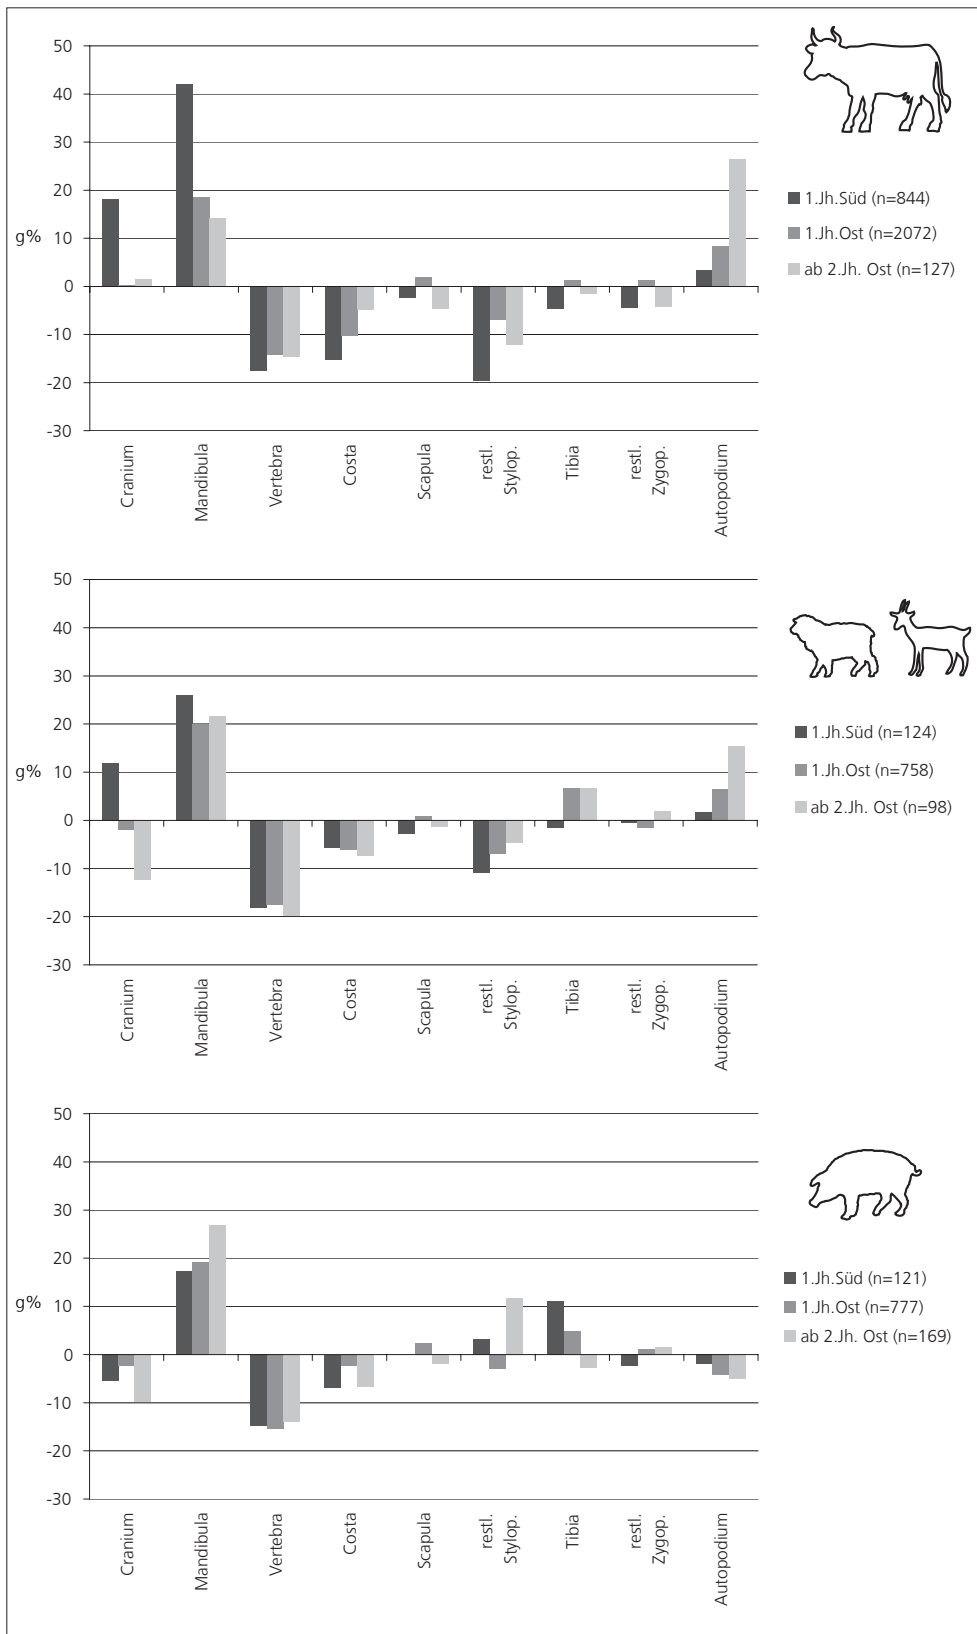 50
40
30
20
10
0
-10
-20
-30
g%
Cranium
Mandibula
Vertebra
Costa
Scapula
restl.
Stylop.
Tibia
restl.
Zygop.
Autopodium
1.Jh.Süd (n=844)
1.Jh.Ost (n=2072)
ab 2.Jh. Ost (n=127)
50
40
30
20
10
0
-10
-20
-30
g%
Cranium
Mandibula
Vertebra
Costa
Scapula
restl.
Stylop.
Tibia
restl.
Zygop.
Autopodium
1.Jh.Süd (n=124)
1.Jh.Ost (n=758)
ab 2.Jh. Ost (n=98)
50
40
30
20
10
0
-10
-20
-30
g%
Cranium
Mandibula
Vertebra
Costa
Scapula
restl.
Stylop.
Tibia
restl.
Zygop.
Autopodium
1.Jh.Süd (n=121)
1.Jh.Ost (n=777)
ab 2.Jh. Ost (n=169)